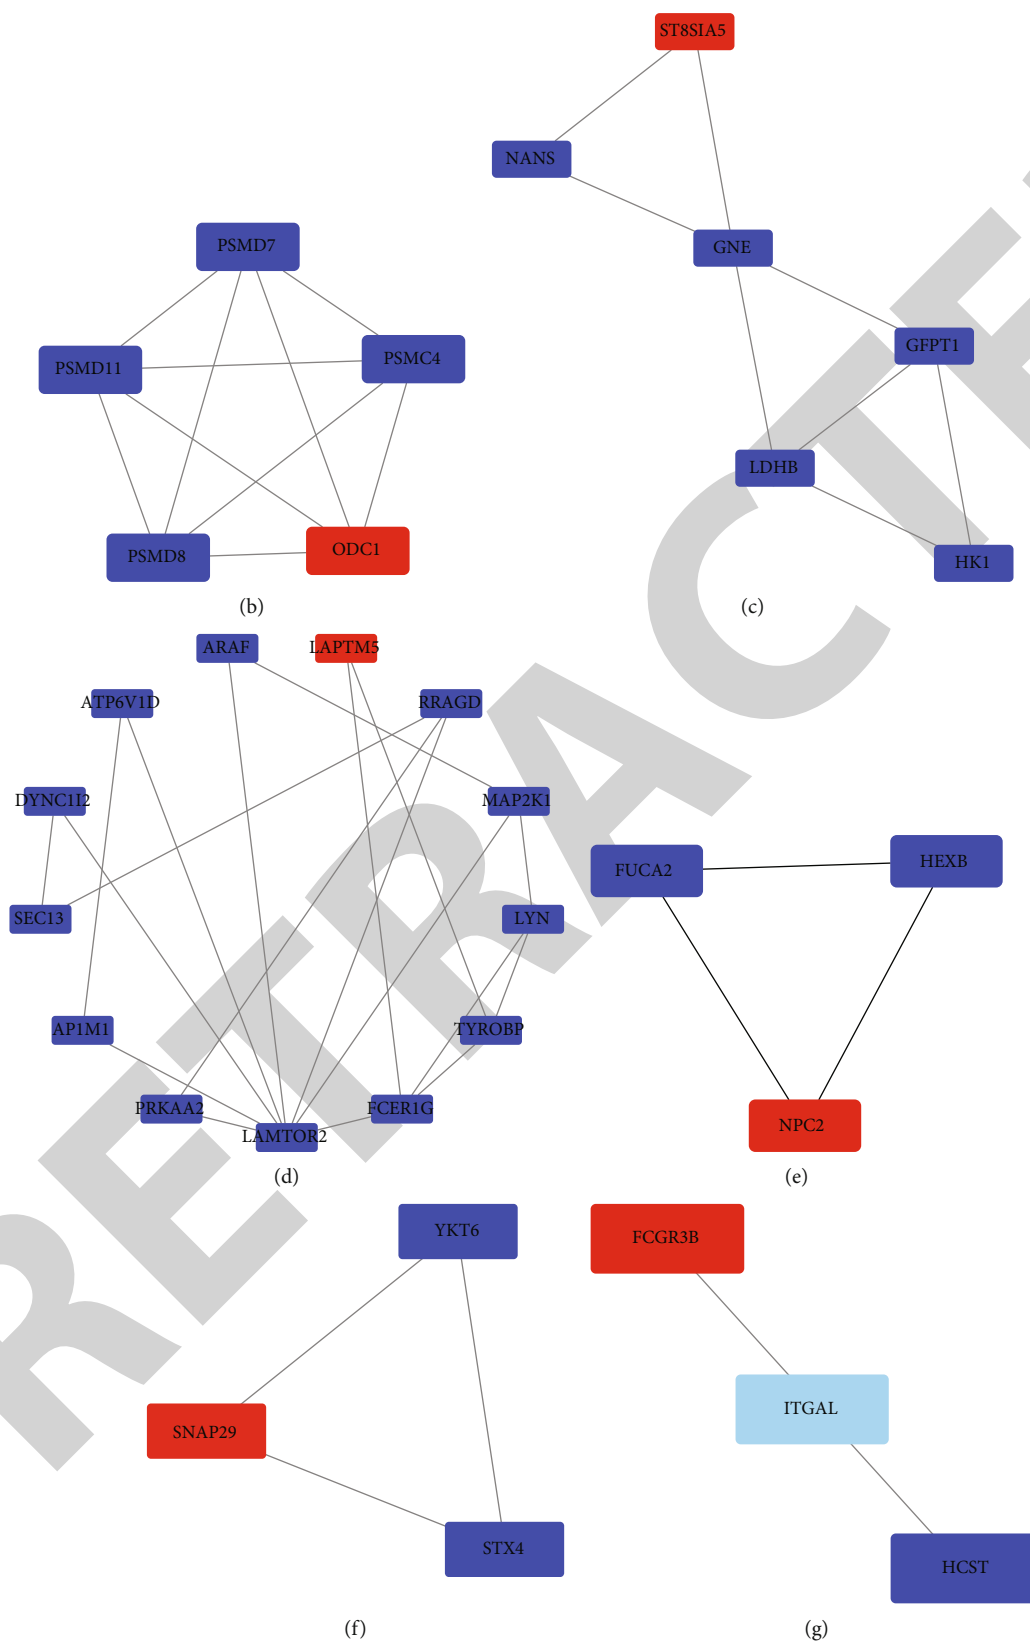 ST8SIA5
NANS
GNE
GFPT1
LDHB
HK1
(c)
PSMD7
PSMD11
PSMC4
PSMD8
ODC1
(b)
ARAF
LAPTM5
ATP6V1D
RRAGD
DYNC1I2
MAP2K1
SEC13
LYN
AP1M1
TYROBP
PRKAA2
FCER1G
LAMTOR2
(d)
FUCA2
HEXB
NPC2
(e)
YKT6
SNAP29
STX4
(f)
FCGR3B
ITGAL
HCST
(g)
RETRACTE